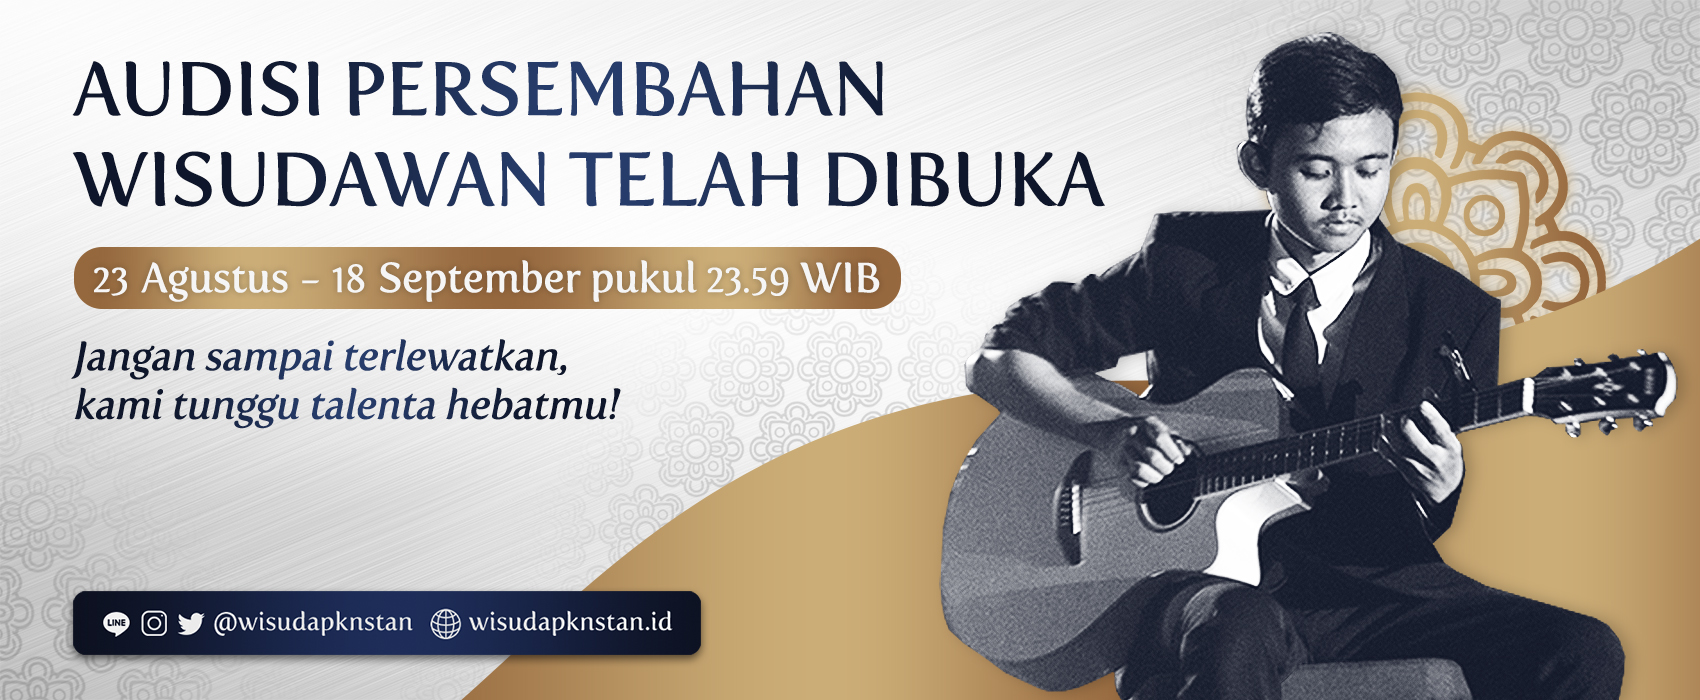 AUDISI PERSEMBAHAN
WISUDAWAN TELAH DIBUKA
23 Agustus – 18 September pukul 23.59 WIB
Jangan sampai terlewatkan,
kami tunggu talenta hebatmu!
LINE @wisudapknstan wisudapknstan.id